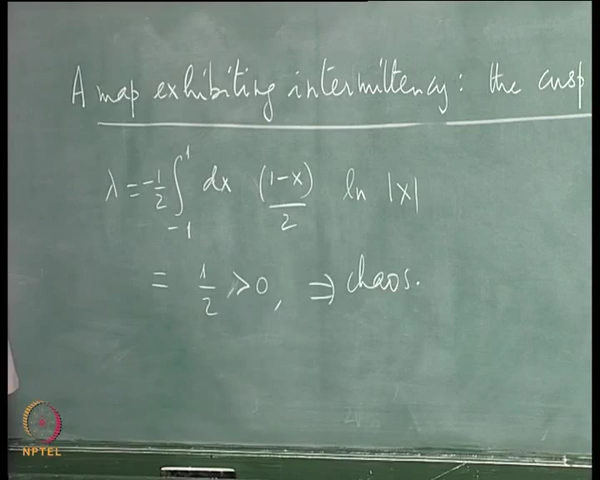 A map exhibiting intermittency: the cusp
λ = -1/2 ∫_{-1}^{1} dx (1-x)/2 ln |x|
= 1/2 > 0, ⇒ chaos.
NPTEL